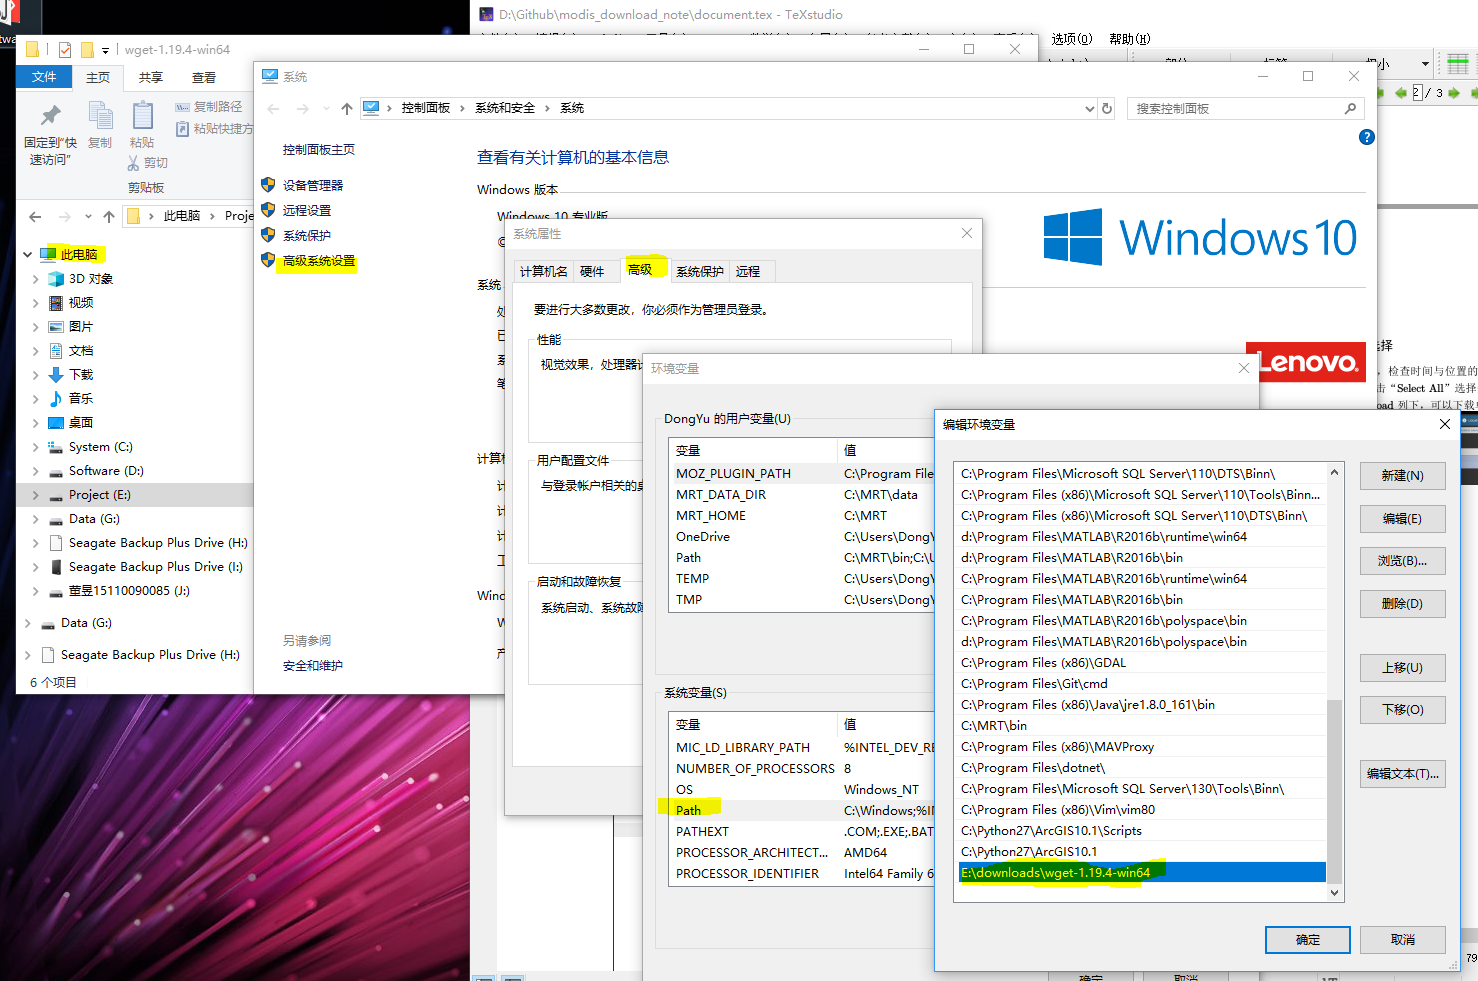 D:\Github\modis_download_note\document.tex - TeXstudio
选项(O) 帮助(H)
2 / 3
wget-1.19.4-win64
文件 主页 共享 查看
固定到“快
速访问”
复制
粘贴
复制路径
粘贴快捷方
剪切
剪贴板
此电脑 Proje
此电脑
3D 对象
视频
图片
文档
下载
音乐
桌面
System (C:)
Software (D:)
Project (E:)
Data (G:)
Seagate Backup Plus Drive (H:)
Seagate Backup Plus Drive (I:)
董昱15110090085 (J:)
Data (G:)
Seagate Backup Plus Drive (H:)
6 个项目
系统
控制面板 系统和安全 系统
搜索控制面板
控制面板主页
设备管理器
远程设置
系统保护
高级系统设置
另请参阅
安全和维护
查看有关计算机的基本信息
Windows 版本
Windows 10 专业版
©
系统
计算机
Wind
Windows 10
Lenovo.
选择
，检查时间与位置的
击“Select All”选择
load 列下，可以下载
系统属性
计算机名 硬件 高级 系统保护 远程
要进行大多数更改，你必须作为管理员登录。
性能
视觉效果，处理器计
用户配置文件
与登录帐户相关的桌
启动和故障恢复
系统启动、系统故障
环境变量
DongYu 的用户变量(U)
变量 值
MOZ_PLUGIN_PATH C:\Program File
MRT_DATA_DIR C:\MRT\data
MRT_HOME C:\MRT
OneDrive C:\Users\DongY
Path C:\MRT\bin;C:\U
TEMP C:\Users\DongY
TMP C:\Users\DongY
系统变量(S)
变量 值
MIC_LD_LIBRARY_PATH %INTEL_DEV_RE
NUMBER_OF_PROCESSORS 8
OS Windows_NT
Path C:\Windows;%IN
PATHEXT .COM;.EXE;.BAT
PROCESSOR_ARCHITECT... AMD64
PROCESSOR_IDENTIFIER Intel64 Family 6
确定 取消
编辑环境变量
C:\Program Files\Microsoft SQL Server\110\DTS\Binn\
C:\Program Files (x86)\Microsoft SQL Server\110\Tools\Binn...
C:\Program Files (x86)\Microsoft SQL Server\110\DTS\Binn\
d:\Program Files\MATLAB\R2016b\runtime\win64
d:\Program Files\MATLAB\R2016b\bin
C:\Program Files\MATLAB\R2016b\runtime\win64
C:\Program Files\MATLAB\R2016b\bin
C:\Program Files\MATLAB\R2016b\polyspace\bin
d:\Program Files\MATLAB\R2016b\polyspace\bin
C:\Program Files (x86)\GDAL
C:\Program Files\Git\cmd
C:\Program Files (x86)\Java\jre1.8.0_161\bin
C:\MRT\bin
C:\Program Files (x86)\MAVProxy
C:\Program Files\dotnet\
C:\Program Files\Microsoft SQL Server\130\Tools\Binn\
C:\Program Files (x86)\Vim\vim80
C:\Python27\ArcGIS10.1\Scripts
C:\Python27\ArcGIS10.1
E:\downloads\wget-1.19.4-win64
新建(N)
编辑(E)
浏览(B)...
删除(D)
上移(U)
下移(O)
编辑文本(T)...
确定 取消
79